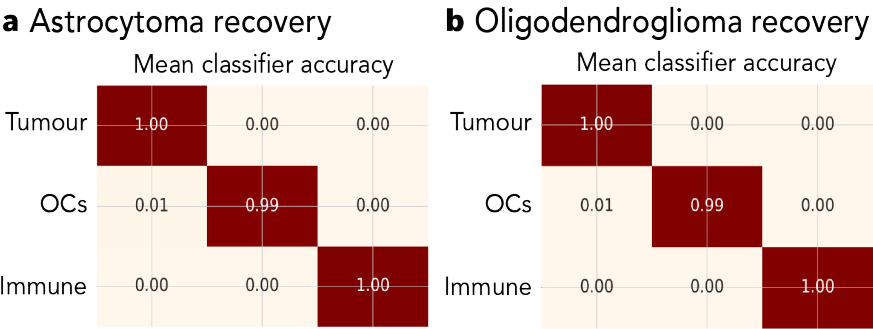 a Astrocytoma recovery
Mean classifier accuracy
Tumour 1.00 0.00 0.00
OCs 0.01 0.99 0.00
Immune 0.00 0.00 1.00
b Oligodendroglioma recovery
Mean classifier accuracy
Tumour 1.00 0.00 0.00
OCs 0.01 0.99 0.00
Immune 0.00 0.00 1.00